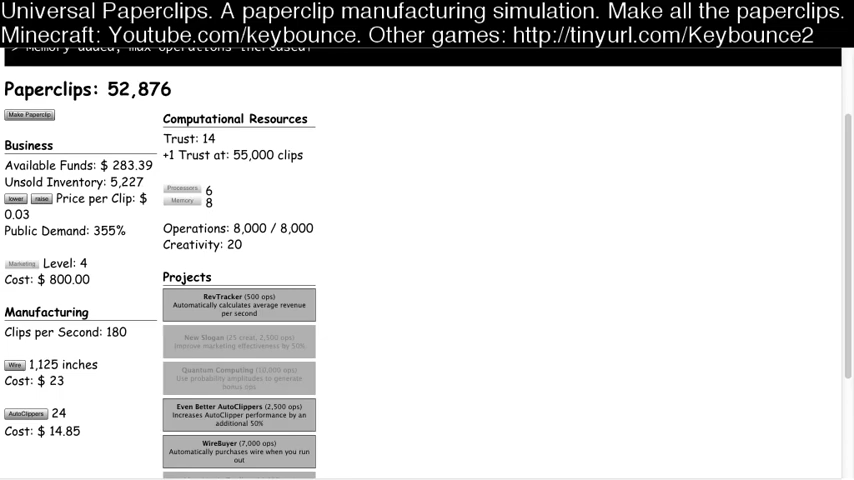 Universal Paperclips. A paperclip manufacturing simulation. Make all the paperclips.
Minecraft: Youtube.com/keybounce. Other games: http://tinyurl.com/Keybounce2
> Memory added, max operations increased!
Paperclips: 52,876
Make Paperclip
Business
Available Funds: $ 283.39
Unsold Inventory: 5,227
lower raise Price per Clip: $
0.03
Public Demand: 355%
Marketing Level: 4
Cost: $ 800.00
Manufacturing
Clips per Second: 180
Wire 1,125 inches
Cost: $ 23
AutoClippers 24
Cost: $ 14.85
Computational Resources
Trust: 14
+1 Trust at: 55,000 clips
Processors 6
Memory 8
Operations: 8,000 / 8,000
Creativity: 20
Projects
RevTracker (500 ops)
Automatically calculates average revenue
per second
New Slogan (25 creat, 2,500 ops)
Improve marketing effectiveness by 50%
Quantum Computing (10,000 ops)
Use probability amplitudes to generate
bonus ops
Even Better AutoClippers (2,500 ops)
Increases AutoClipper performance by an
additional 50%
WireBuyer (7,000 ops)
Automatically purchases wire when you run
out